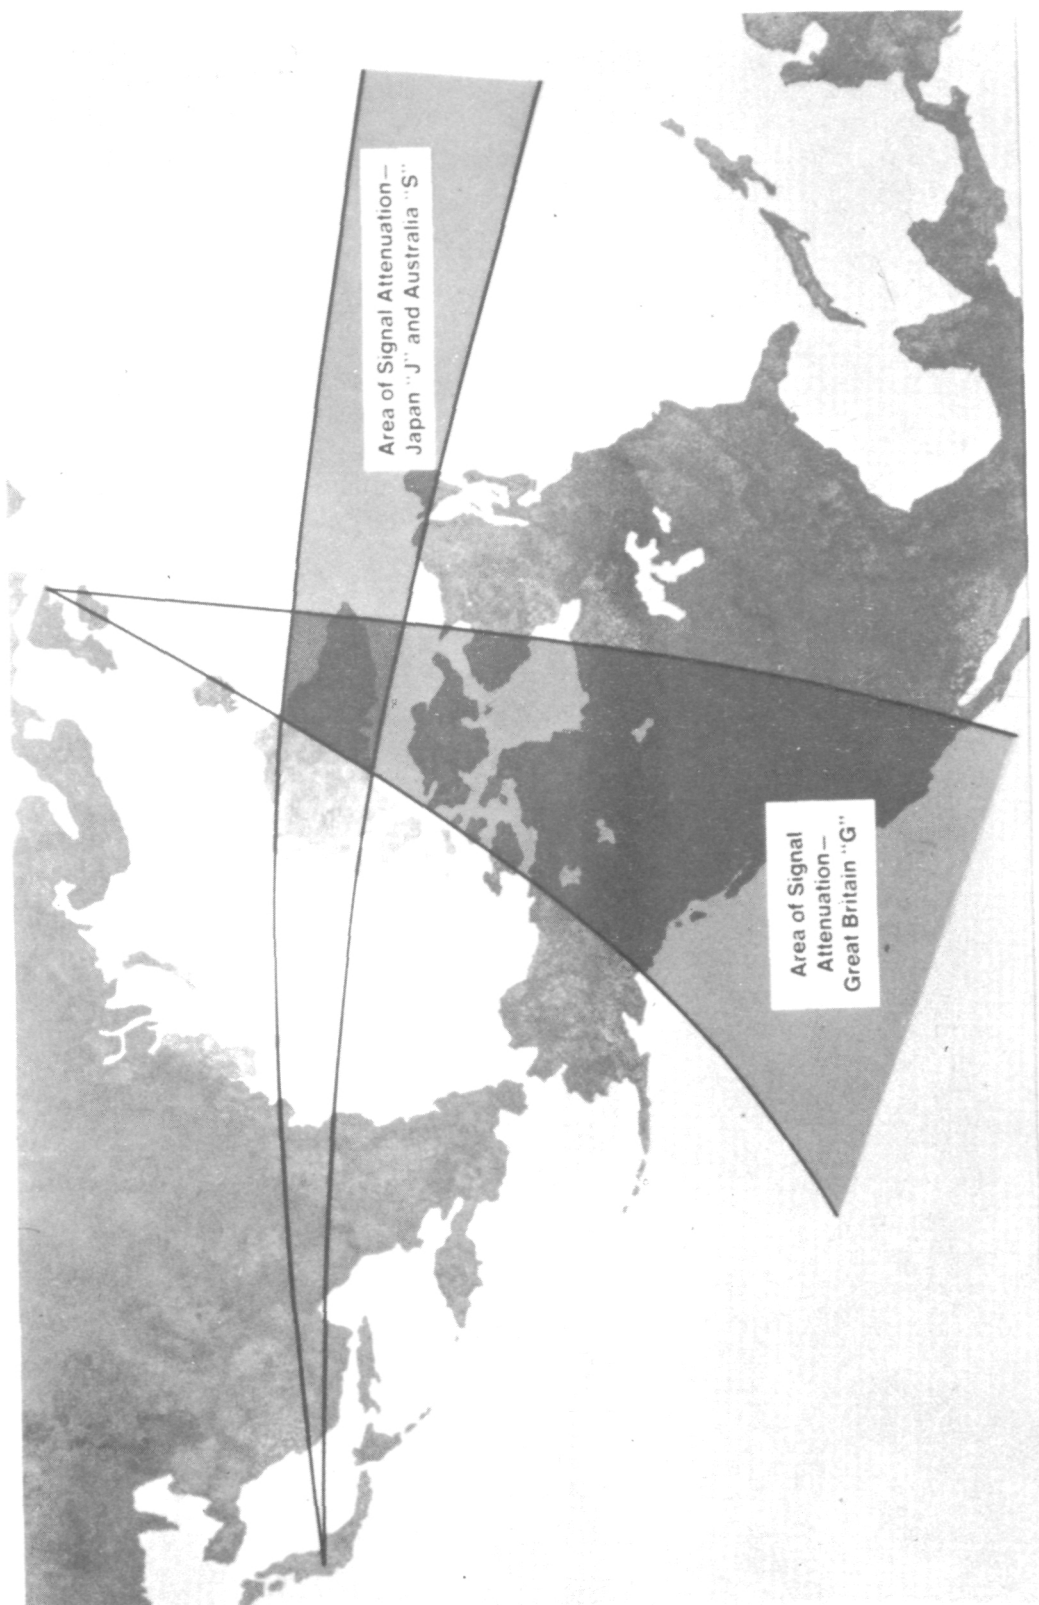 Area of Signal Attenuation—
Japan "J" and Australia "S"
Area of Signal
Attenuation—
Great Britain "G"